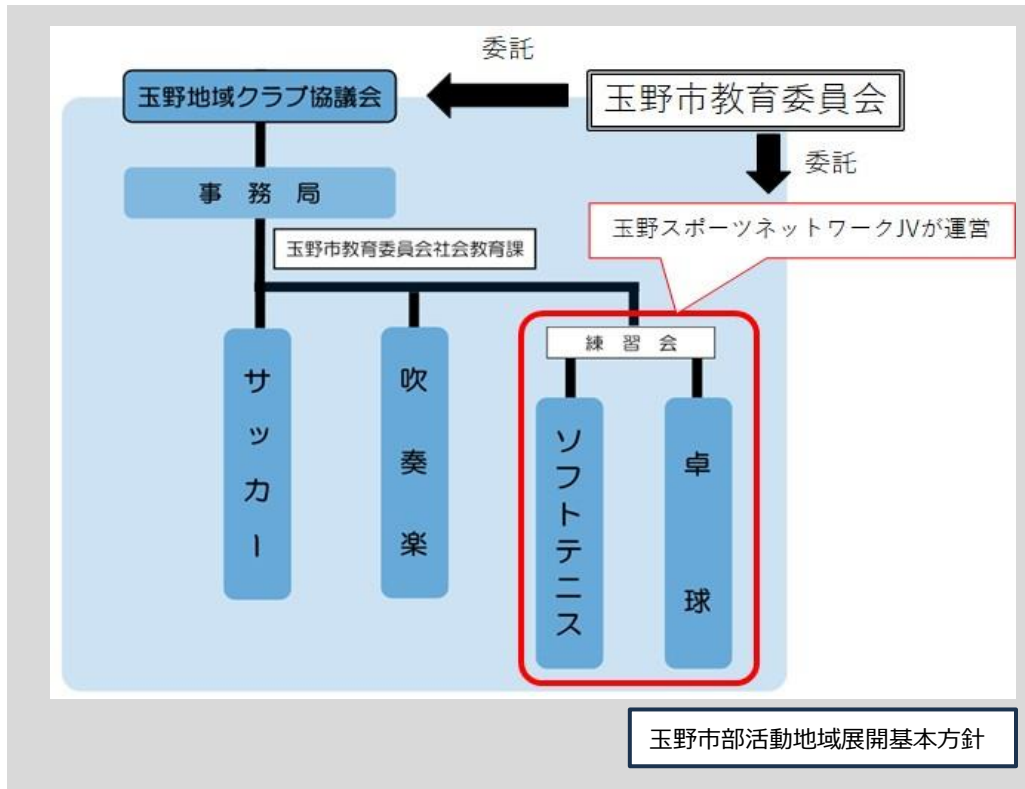 委託
玉野地域クラブ協議会
玉野市教育委員会
委託
事務局
玉野スポーツネットワークJVが運営
玉野市教育委員会社会教育課
練習会
サッカー
吹奏楽
ソフトテニス
卓球
玉野市部活動地域展開基本方針